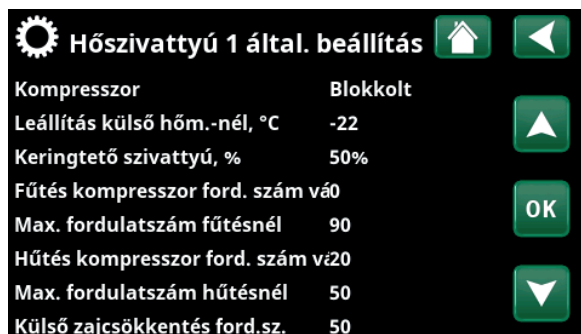 Hőszivattyú 1 által. beállítás
Kompresszor Blokkolt
Leállítás külső hőm.-nél, °C -22
Keringtető szivattyú, % 50%
Fűtés kompresszor ford. szám vá0
Max. fordulatszám fűtésnél 90
OK
Hűtés kompresszor ford. szám vá20
Max. fordulatszám hűtésnél 50
Külső zajcsökkentés ford.sz. 50